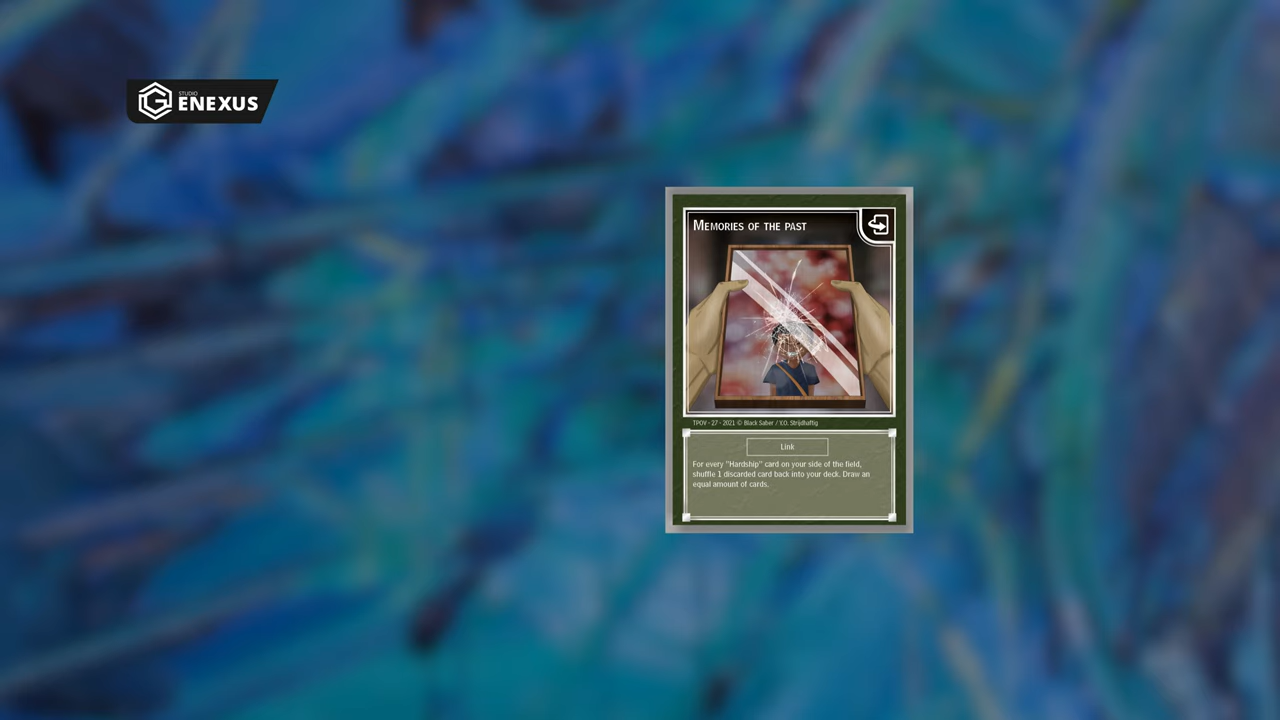 STUDIO
ENEXUS
Memories of the past
TPOV - 27 - 2021 © Black Saber / V.O. Strijdlustig
Link
For every "Hardship" card on your side of the field,
shuffle 1 discarded card back into your deck. Draw an
equal amount of cards.